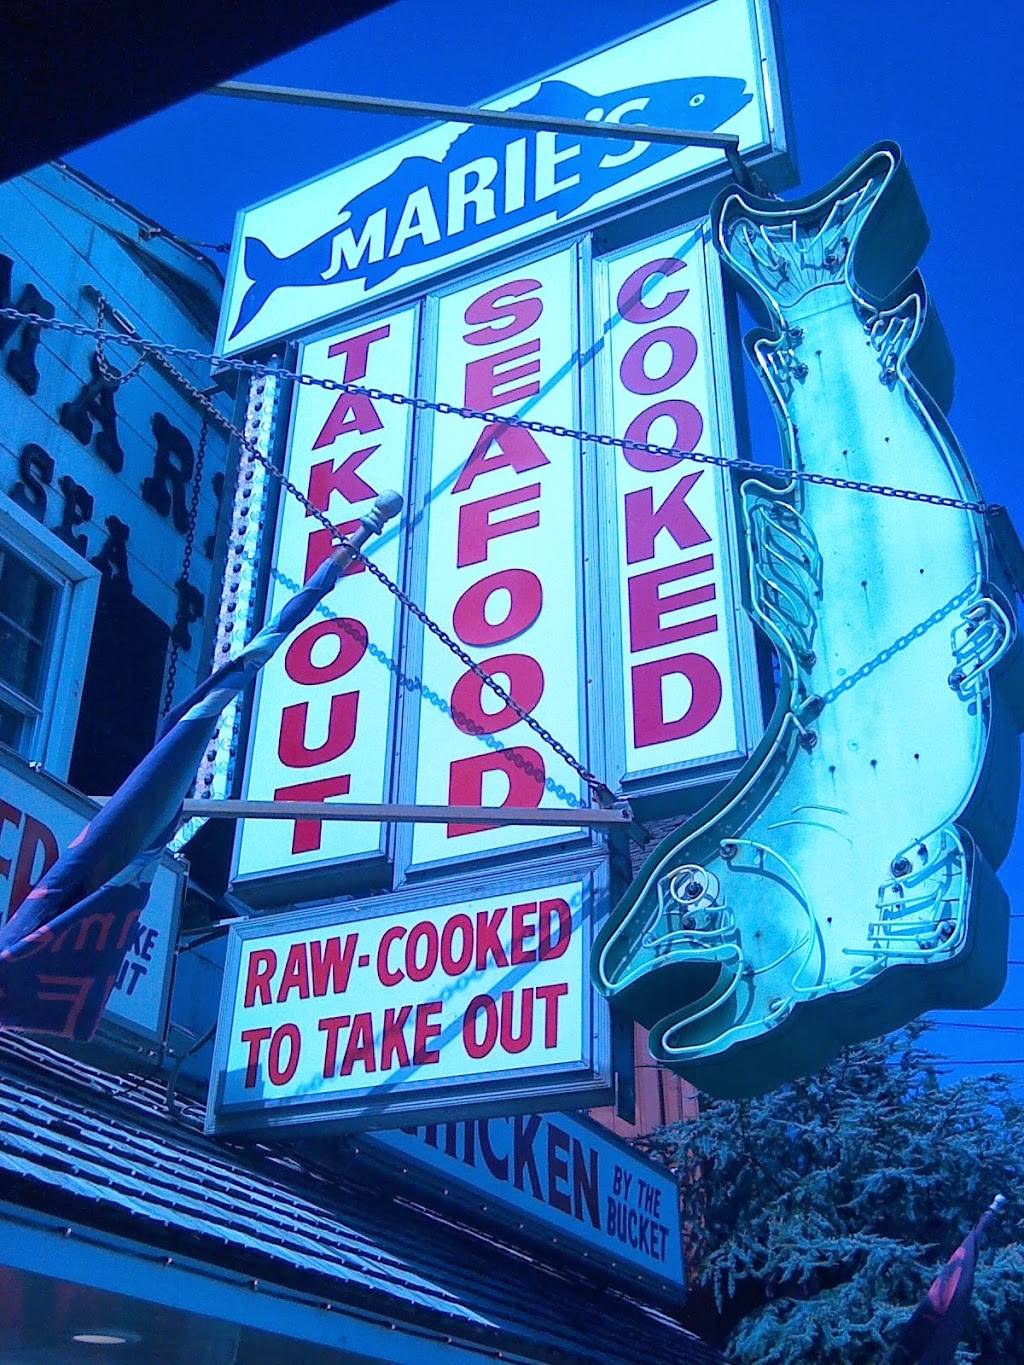 MARIE'S
TAKE OUT
SEAFOOD
COOKED
RAW-COOKED
TO TAKE OUT
CHICKEN
BY THE
BUCKET